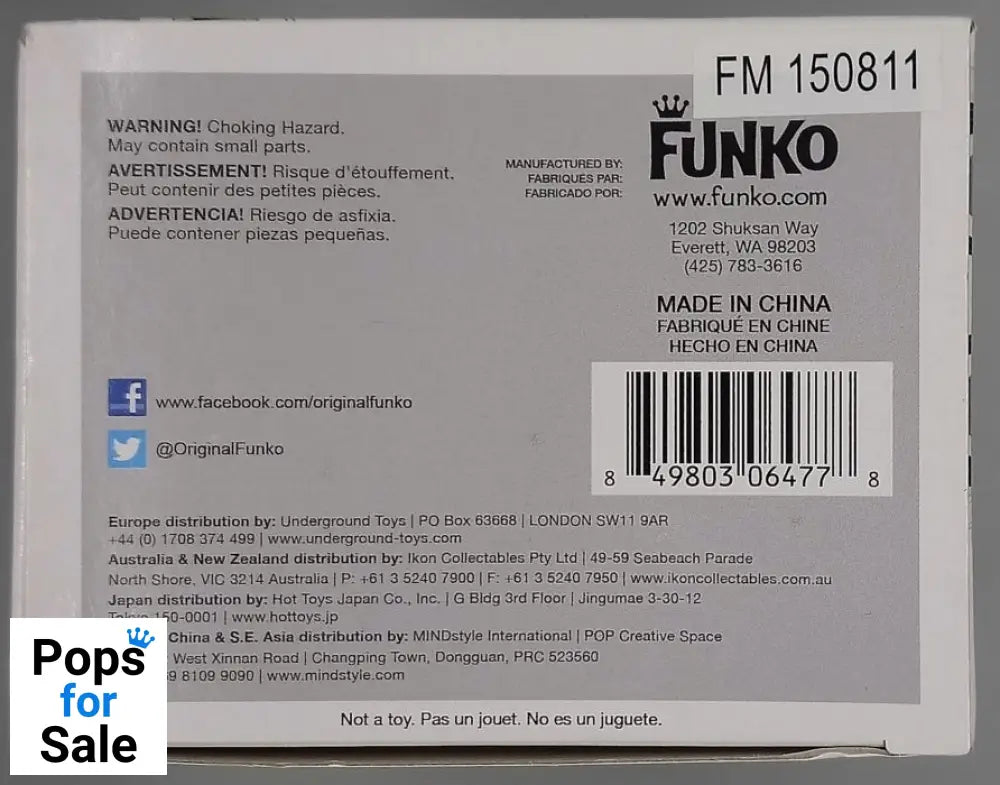 FM 150811
WARNING! Choking Hazard.
May contain small parts.
AVERTISSEMENT! Risque d'étouffement.
Peut contenir des petites pièces.
ADVERTENCIA! Riesgo de asfixia.
Puede contener piezas pequeñas.
MANUFACTURED BY:
FABRIQUÉS PAR:
FABRICADO POR:
FUNKO
www.funko.com
1202 Shuksan Way
Everett, WA 98203
(425) 783-3616
MADE IN CHINA
FABRIQUÉ EN CHINE
HECHO EN CHINA
www.facebook.com/originalfunko
@OriginalFunko
8 49803 06477 8
Europe distribution by: Underground Toys | PO Box 63668 | LONDON SW11 9AR
+44 (0) 1708 374 499 | www.underground-toys.com
Australia & New Zealand distribution by: Ikon Collectables Pty Ltd | 49-59 Seabeach Parade
North Shore, VIC 3214 Australia | P: +61 3 5240 7900 | F: +61 3 5240 7950 | www.ikoncollectables.com.au
Japan distribution by: Hot Toys Japan Co., Inc. | G Bldg 3rd Floor | Jingumae 3-30-12
Tokyo 150-0001 | www.hottoys.jp
China & S.E. Asia distribution by: MINDstyle International | POP Creative Space
West Xinnan Road | Changping Town, Dongguan, PRC 523560
8109 9090 | www.mindstyle.com
Not a toy. Pas un jouet. No es un juguete.
Pops
for
Sale